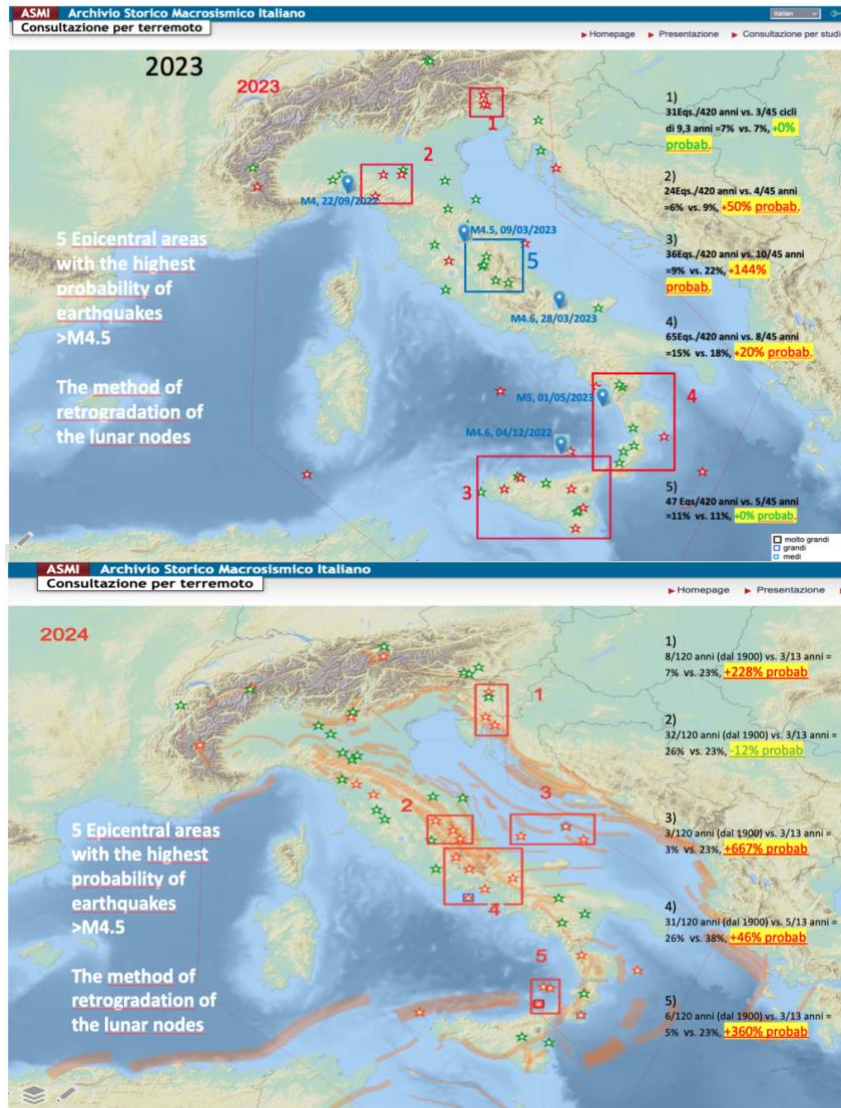 ASMI Archivio Storico Macrosismico Italiano
Italian
Consultazione per terremoto
Homepage Presentazione Consultazione per studi
2023
2023
1
2
M4, 22/09/2022
M4.5, 09/03/2023
5
M4.6, 28/03/2023
M5, 01/05/2023
4
M4.6, 04/12/2022
3
5 Epicentral areas
with the highest
probability of
earthquakes
>M4.5
The method of
retrogradation of
the lunar nodes
1)
31Eqs./420 anni vs. 3/45 cicli
di 9,3 anni =7% vs. 7%, +0%
probab.
2)
24Eqs./420 anni vs. 4/45 anni
=6% vs. 9%, +50% probab.
3)
36Eqs./420 anni vs. 10/45 anni
=9% vs. 22%, +144%
probab.
4)
65Eqs./420 anni vs. 8/45 anni
=15% vs. 18%, +20% probab.
5)
47 Eqs/420 anni vs. 5/45 anni
=11% vs. 11%, +0% probab.
molto grandi
grandi
medi
ASMI Archivio Storico Macrosismico Italiano
Consultazione per terremoto
Homepage Presentazione
2024
1
2
3
4
5
5 Epicentral areas
with the highest
probability of
earthquakes
>M4.5
The method of
retrogradation of
the lunar nodes
1)
8/120 anni (dal 1900) vs. 3/13 anni =
7% vs. 23%, +228% probab
2)
32/120 anni (dal 1900) vs. 3/13 anni =
26% vs. 23%, -12% probab
3)
3/120 anni (dal 1900) vs. 3/13 anni =
3% vs. 23%, +667% probab
4)
31/120 anni (dal 1900) vs. 5/13 anni =
26% vs. 38%, +46% probab
5)
6/120 anni (dal 1900) vs. 3/13 anni =
5% vs. 23%, +360% probab